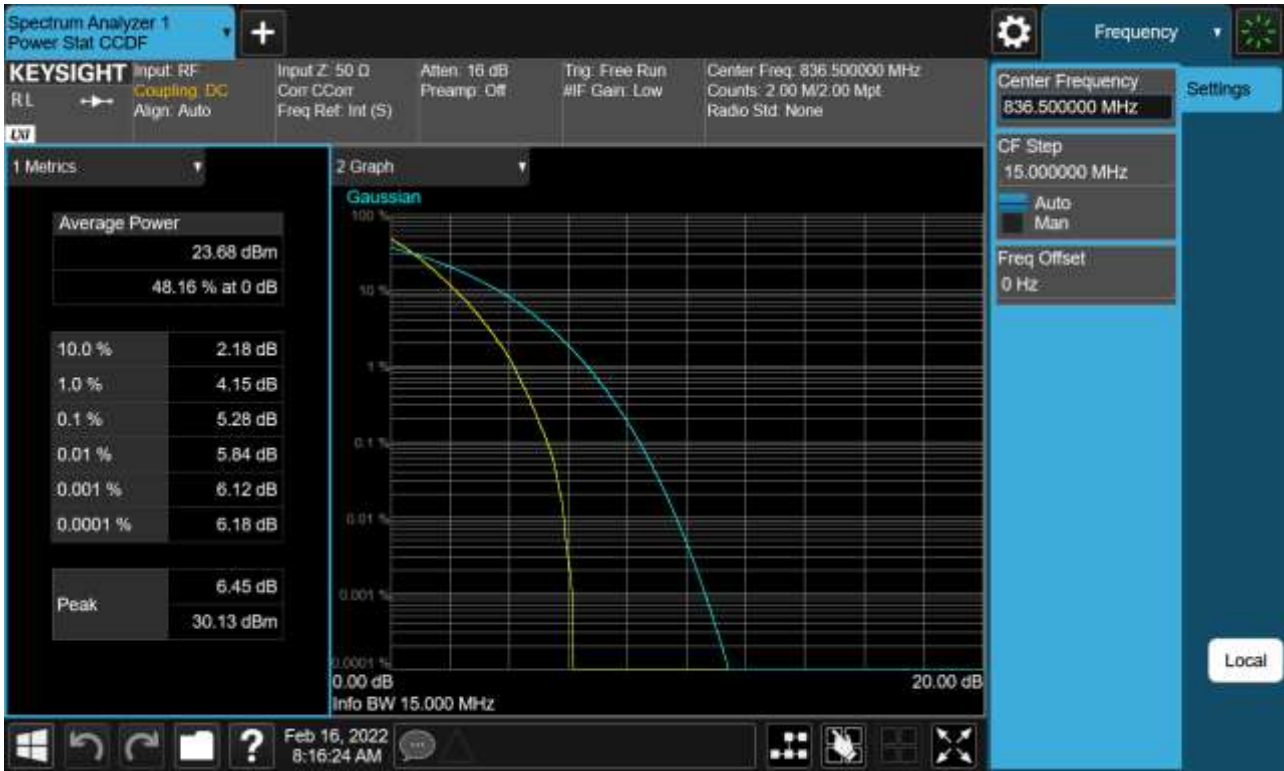 Spectrum Analyzer 1
Power Stat CCDF
+
Frequency
KEYSIGHT
RL
LXI
Input: RF
Coupling: DC
Align: Auto
Input Z: 50 Ω
Corr CCorr
Freq Ref: Int (S)
Atten: 16 dB
Preamp: Off
Trig: Free Run
#IF Gain: Low
Center Freq: 836.500000 MHz
Counts: 2.00 M/2.00 Mpt
Radio Std: None
Center Frequency
836.500000 MHz
Settings
CF Step
15.000000 MHz
Auto
Man
Freq Offset
0 Hz
Local
1 Metrics
Average Power
23.68 dBm
48.16 % at 0 dB
10.0 % 2.18 dB
1.0 % 4.15 dB
0.1 % 5.28 dB
0.01 % 5.84 dB
0.001 % 6.12 dB
0.0001 % 6.18 dB
Peak
6.45 dB
30.13 dBm
2 Graph
Gaussian
100 %
10 %
1 %
0.1 %
0.01 %
0.001 %
0.0001 %
0.00 dB 20.00 dB
Info BW 15.000 MHz
?
Feb 16, 2022
8:16:24 AM